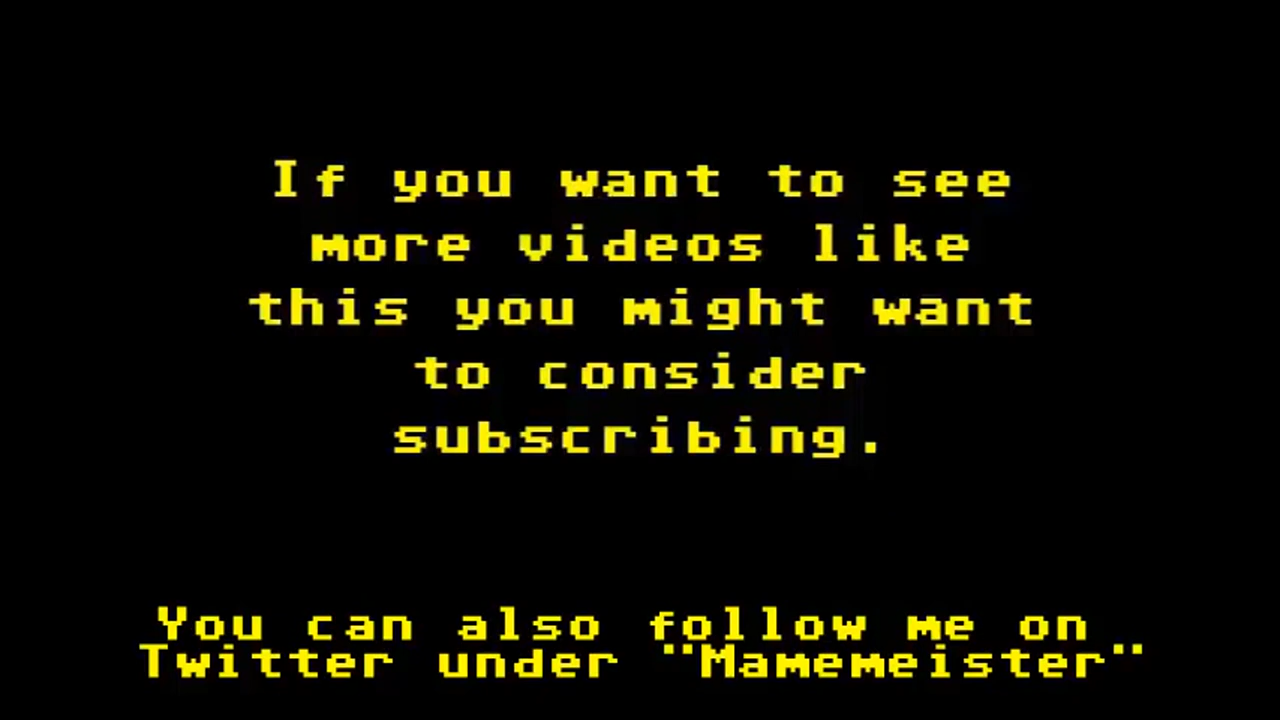 If you want to see
more videos like
this you might want
to consider
subscribing.
You can also follow me on
Twitter under "Mamemeister"